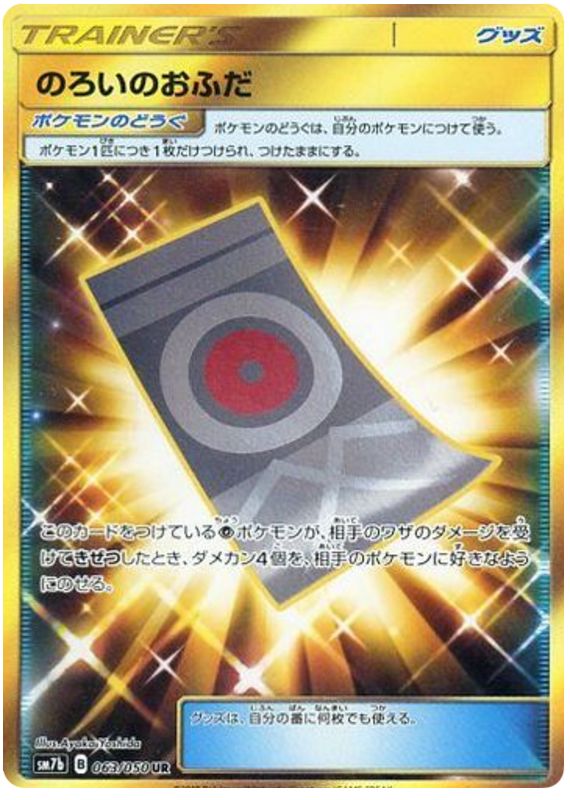 TRAINER'S
グッズ
のろいのおふだ
ポケモンのどうぐ
ポケモンのどうぐは、自分のポケモンにつけて使う。
ポケモン1匹につき1枚だけつけられ、つけたままにする。
このカードをつけている超ポケモンが、相手のワザのダメージを受
けてきぜつしたとき、ダメカン4個を、相手のポケモンに好きなよう
にのせる。
グッズは、自分の番に何枚でも使える。
Illus. Ayaka Yoshida
sm7b B 063/050 UR